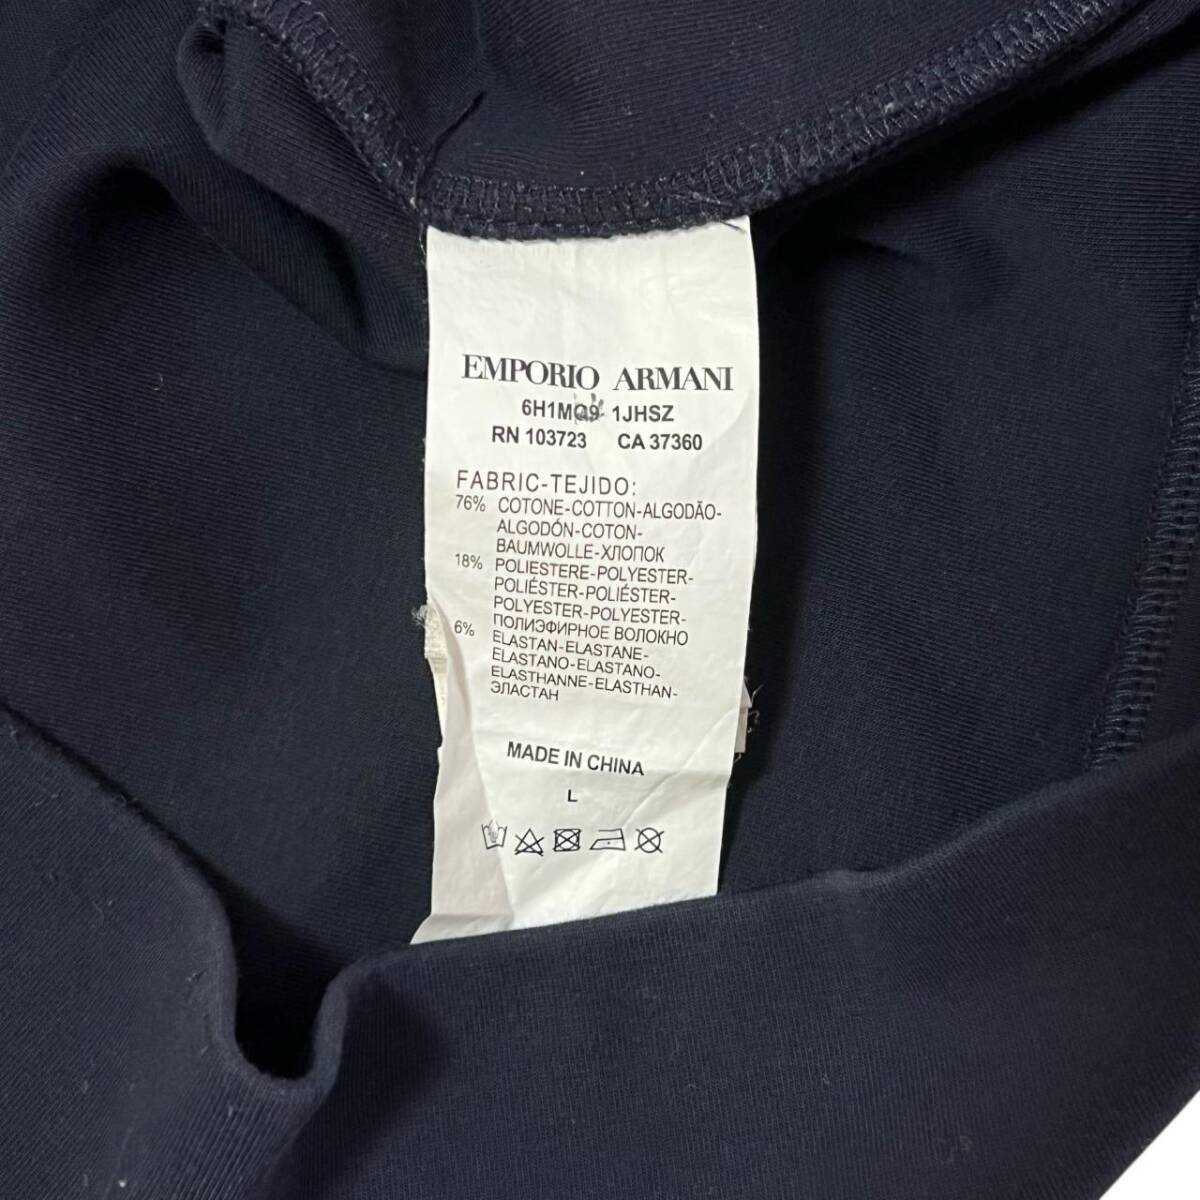 EMPORIO ARMANI
6H1MQ9 1JHSZ
RN 103723 CA 37360
FABRIC-TEJIDO:
76% COTONE-COTTON-ALGODÃO-
ALGODÓN-COTON-
BAUMWOLLE-ХЛОПОК
18% POLIESTERE-POLYESTER-
POLIÉSTER-POLIÉSTER-
POLYESTER-POLYESTER-
ПОЛИЭФИРНОЕ ВОЛОКНО
6% ELASTAN-ELASTANE-
ELASTANO-ELASTANO-
ELASTHANNE-ELASTHAN-
ЭЛАСТАН
MADE IN CHINA
L